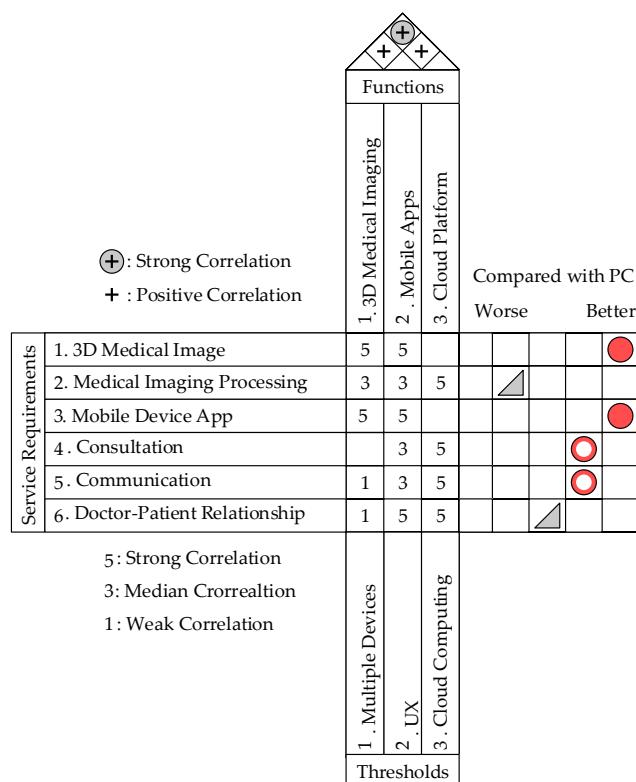 Functions
1. 3D Medical Imaging
2. Mobile Apps
3. Cloud Platform
+ : Strong Correlation
+ : Positive Correlation
Compared with PC
Worse Better
Service Requirements
1. 3D Medical Image 5 5
2. Medical Imaging Processing 3 3 5
3. Mobile Device App 5 5
4. Consultation 3 5
5. Communication 1 3 5
6. Doctor-Patient Relationship 1 5 5
5: Strong Correlation
3: Median Crorrealtion
1: Weak Correlation
1. Multiple Devices
2. UX
3. Cloud Computing
Thresholds